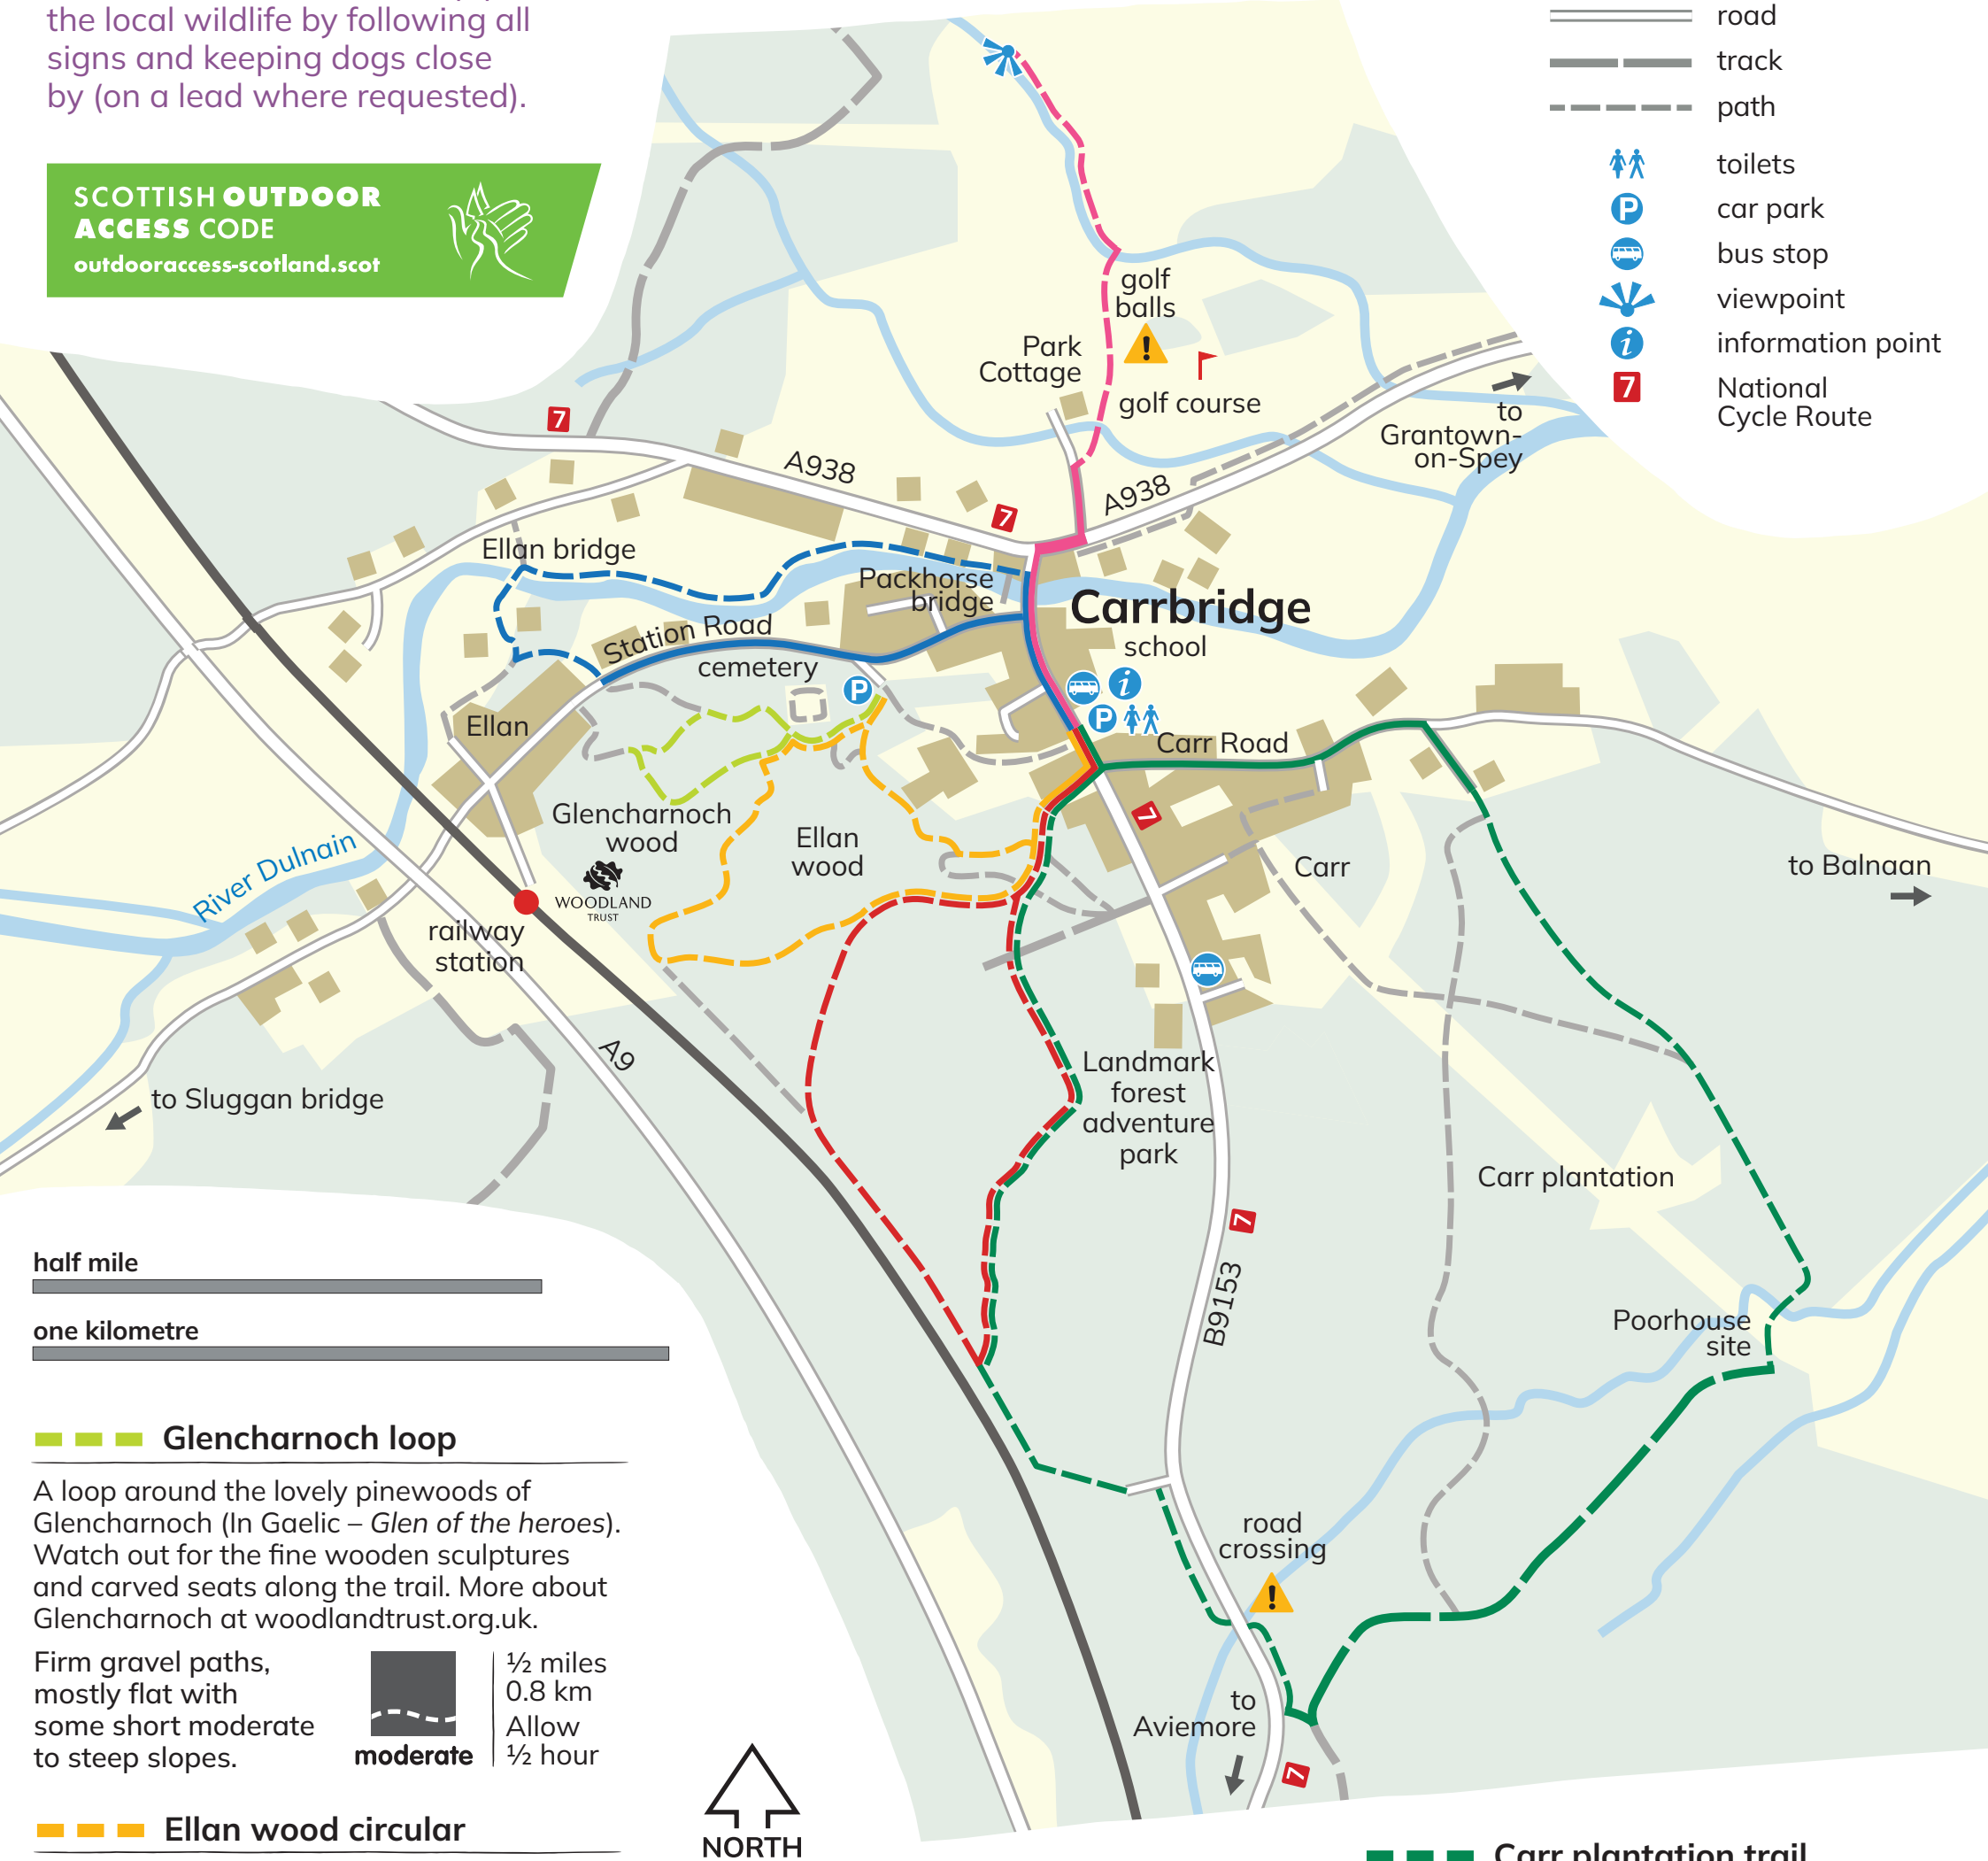 the local wildlife by following all
signs and keeping dogs close
by (on a lead where requested).
SCOTTISH OUTDOOR
ACCESS CODE
outdooraccess-scotland.scot
road
track
path
toilets
P
car park
bus stop
viewpoint
i
information point
7
National
Cycle Route
golf
balls
!
Park
Cottage
golf course
to
Grantown-
on-Spey
7
A938
7
A938
Ellan bridge
Packhorse
bridge
Carrbridge
school
Station Road
cemetery
P
i
P
Ellan
Carr Road
Glencharnoch
wood
Ellan
wood
7
Carr
to Balnaan
WOODLAND
TRUST
River Dulnain
railway
station
A9
to Sluggan bridge
Landmark
forest
adventure
park
Carr plantation
7
B9153
Poorhouse
site
road
crossing
!
to
Aviemore
7
half mile
one kilometre
Glencharnoch loop
A loop around the lovely pinewoods of
Glencharnoch (In Gaelic – Glen of the heroes).
Watch out for the fine wooden sculptures
and carved seats along the trail. More about
Glencharnoch at woodlandtrust.org.uk.
Firm gravel paths,
mostly flat with
some short moderate
to steep slopes.
moderate
½ miles
0.8 km
Allow
½ hour
Ellan wood circular
NORTH
Carr plantation trail